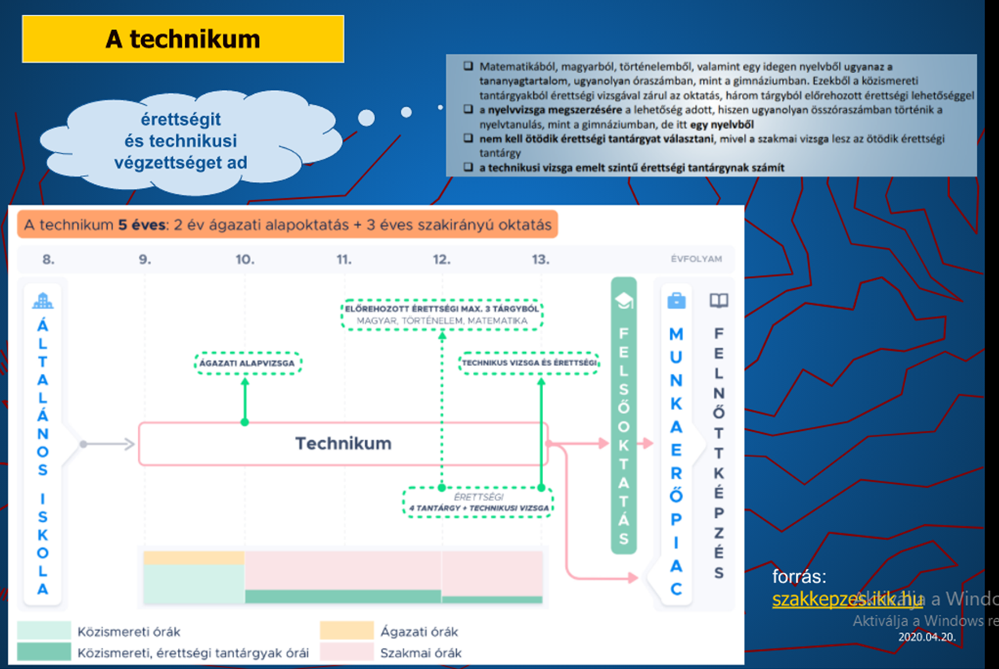 A technikum
érettségit
és technikusi
végzettséget ad
Matematikából, magyarból, történelemből, valamint egy idegen nyelvből ugyanaz a
tananyagtartalom, ugyanolyan óraszámban, mint a gimnáziumban. Ezekből a közismereti
tantárgyakból érettségi vizsgával zárul az oktatás, három tárgyból előrehozott érettségi lehetőséggel
a nyelvvizsga megszerzésére a lehetőség adott, hiszen ugyanolyan összóraszámban történik a
nyelvtanulás, mint a gimnáziumban, de itt egy nyelvből
nem kell ötödik érettségi tantárgyat választani, mivel a szakmai vizsga lesz az ötödik érettségi
tantárgy
a technikusi vizsga emelt szintű érettségi tantárgynak számít
A technikum 5 éves: 2 év ágazati alapoktatás + 3 éves szakirányú oktatás
8. 9. 10. 11. 12. 13. ÉVFOLYAM
ÁLTALÁNOS ISKOLA
ELŐREHOZOTT ÉRETTSÉGI MAX. 3 TÁRGYBÓL
MAGYAR, TÖRTÉNELEM, MATEMATIKA
ÁGAZATI ALAPVIZSGA
TECHNIKUS VIZSGA ÉS ÉRETTSÉGI
Technikum
ÉRETTSÉGI
4 TANTÁRGY + TECHNIKUSI VIZSGA
FELSŐOKTATÁS
MUNKAERŐPIAC
FELNŐTTKÉPZÉS
Közismereti órák
Ágazati órák
Közismereti, érettségi tantárgyak órái
Szakmai órák
forrás:
szakkepzes.ikk.hu
Aktiválja a Windo
Aktiválja a Windows re
2020.04.20.